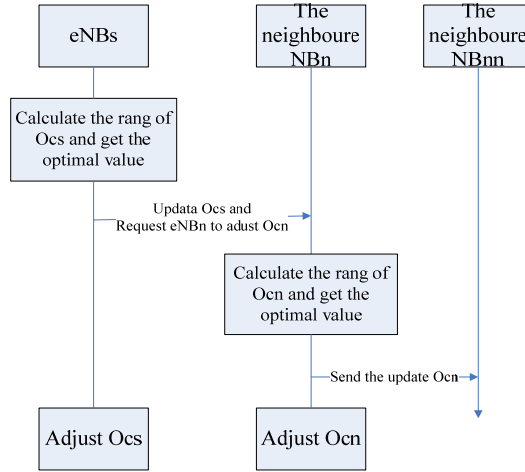 eNBs
The
neighboure
NBn
The
neighboure
NBnn
Calculate the rang of
Ocs and get the
optimal value
Updata Ocs and
Request eNBn to adust Ocn
Calculate the rang of
Ocn and get the
optimal value
Send the update Ocn
Adjust Ocs
Adjust Ocn